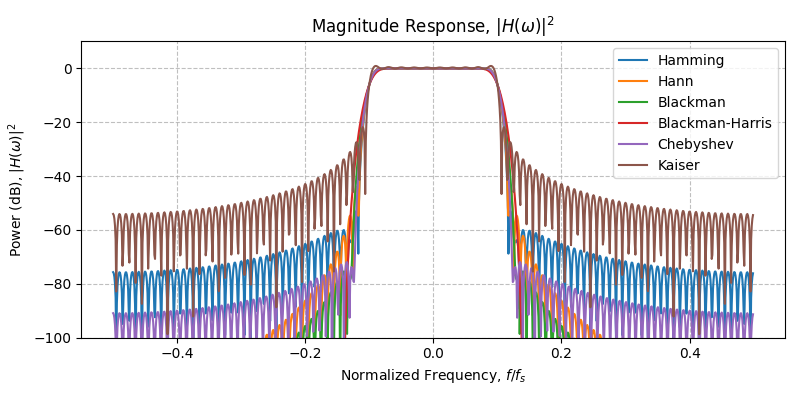 Magnitude Response, |H(ω)|²
Power (dB), |H(ω)|²
0
−20
−40
−60
−80
−100
−0.4
−0.2
0.0
0.2
0.4
Normalized Frequency, f/fₛ
Hamming
Hann
Blackman
Blackman-Harris
Chebyshev
Kaiser